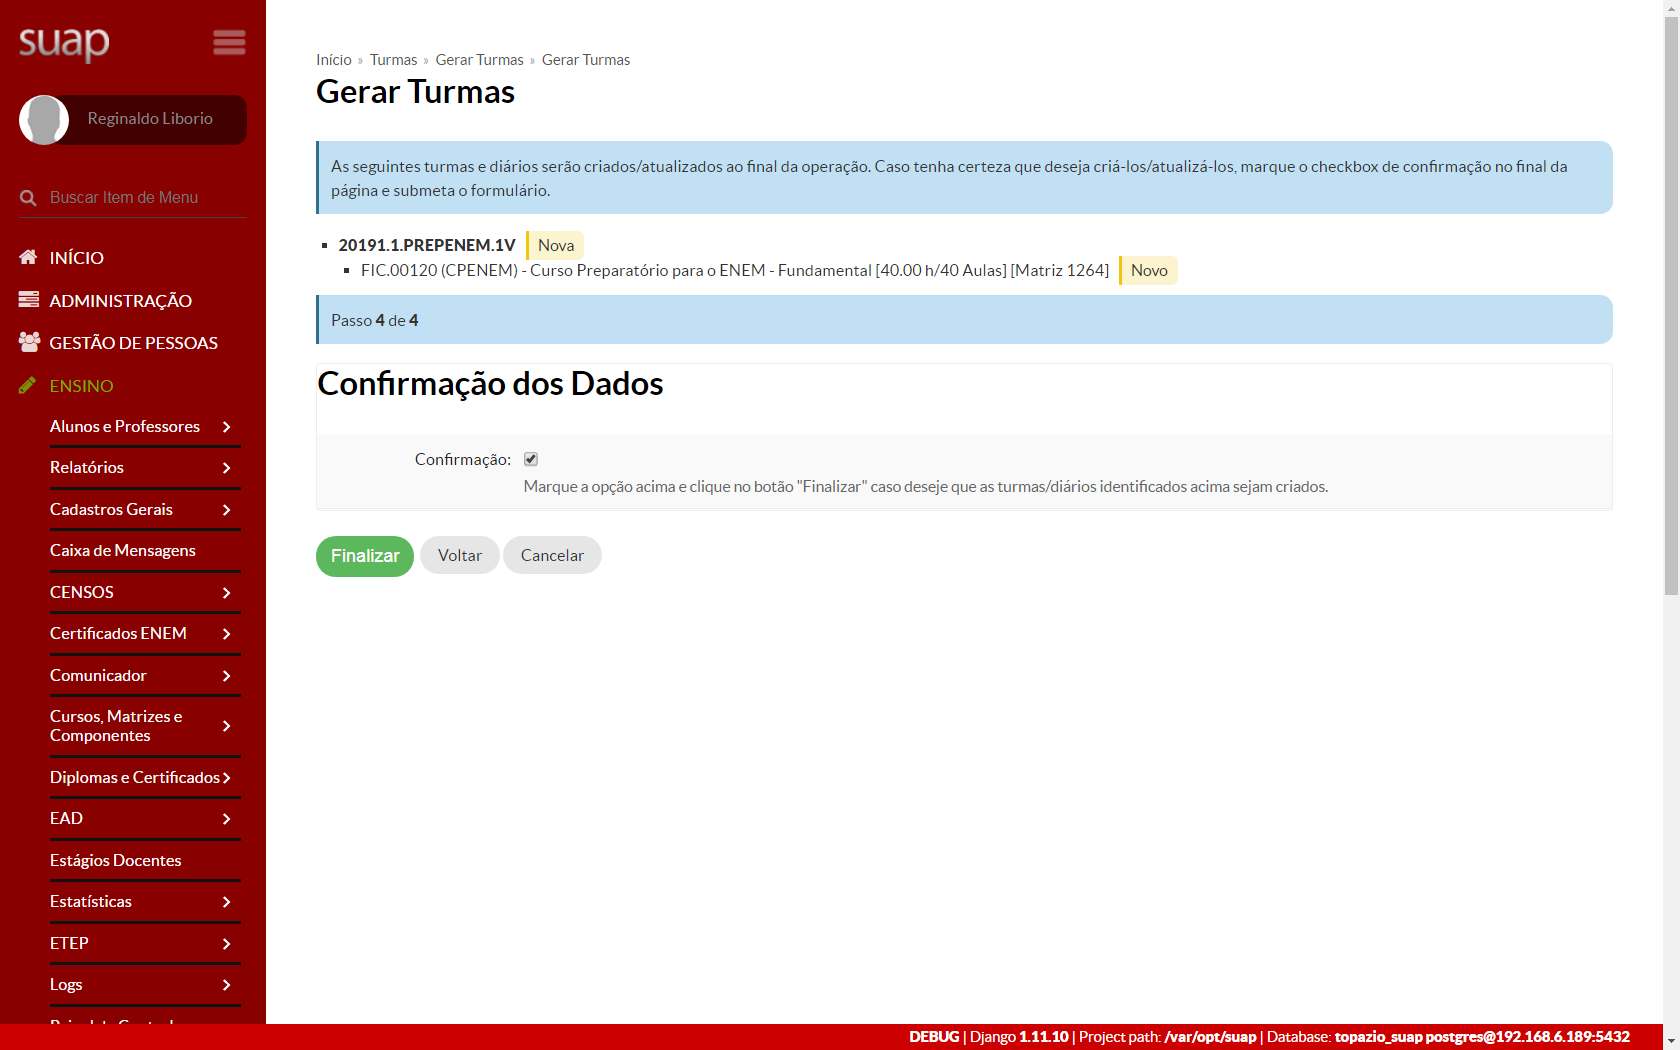 suap
Reginaldo Liborio
Buscar Item de Menu
INÍCIO
ADMINISTRAÇÃO
GESTÃO DE PESSOAS
ENSINO
Alunos e Professores
Relatórios
Cadastros Gerais
Caixa de Mensagens
CENSOS
Certificados ENEM
Comunicador
Cursos, Matrizes e
Componentes
Diplomas e Certificados
EAD
Estágios Docentes
Estatísticas
ETEP
Logs
Início » Turmas » Gerar Turmas » Gerar Turmas
Gerar Turmas
As seguintes turmas e diários serão criados/atualizados ao final da operação. Caso tenha certeza que deseja criá-los/atualizá-los, marque o checkbox de confirmação no final da
página e submeta o formulário.
20191.1.PREPENEM.1V Nova
FIC.00120 (CPENEM) - Curso Preparatório para o ENEM - Fundamental [40.00 h/40 Aulas] [Matriz 1264] Novo
Passo 4 de 4
Confirmação dos Dados
Confirmação:
Marque a opção acima e clique no botão "Finalizar" caso deseje que as turmas/diários identificados acima sejam criados.
Finalizar Voltar Cancelar
DEBUG | Django 1.11.10 | Project path: /var/opt/suap | Database: topazio_suap postgres@192.168.6.189:5432